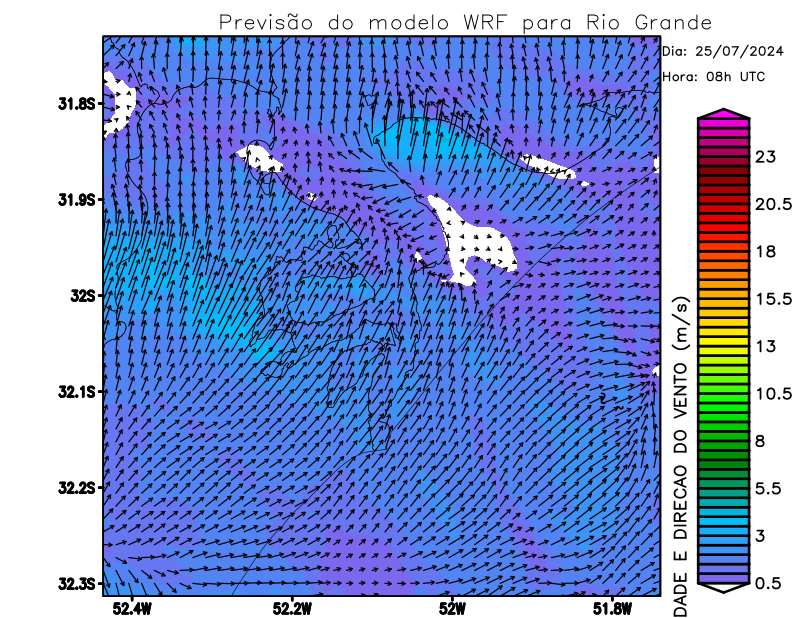 Previsão do modelo WRF para Rio Grande
Dia: 25/07/2024
Hora: 08h UTC
31.8S
31.9S
32S
32.1S
32.2S
32.3S
52.4W
52.2W
52W
51.8W
23
20.5
18
15.5
13
10.5
8
5.5
3
0.5
DADE E DIRECAO DO VENTO (m/s)